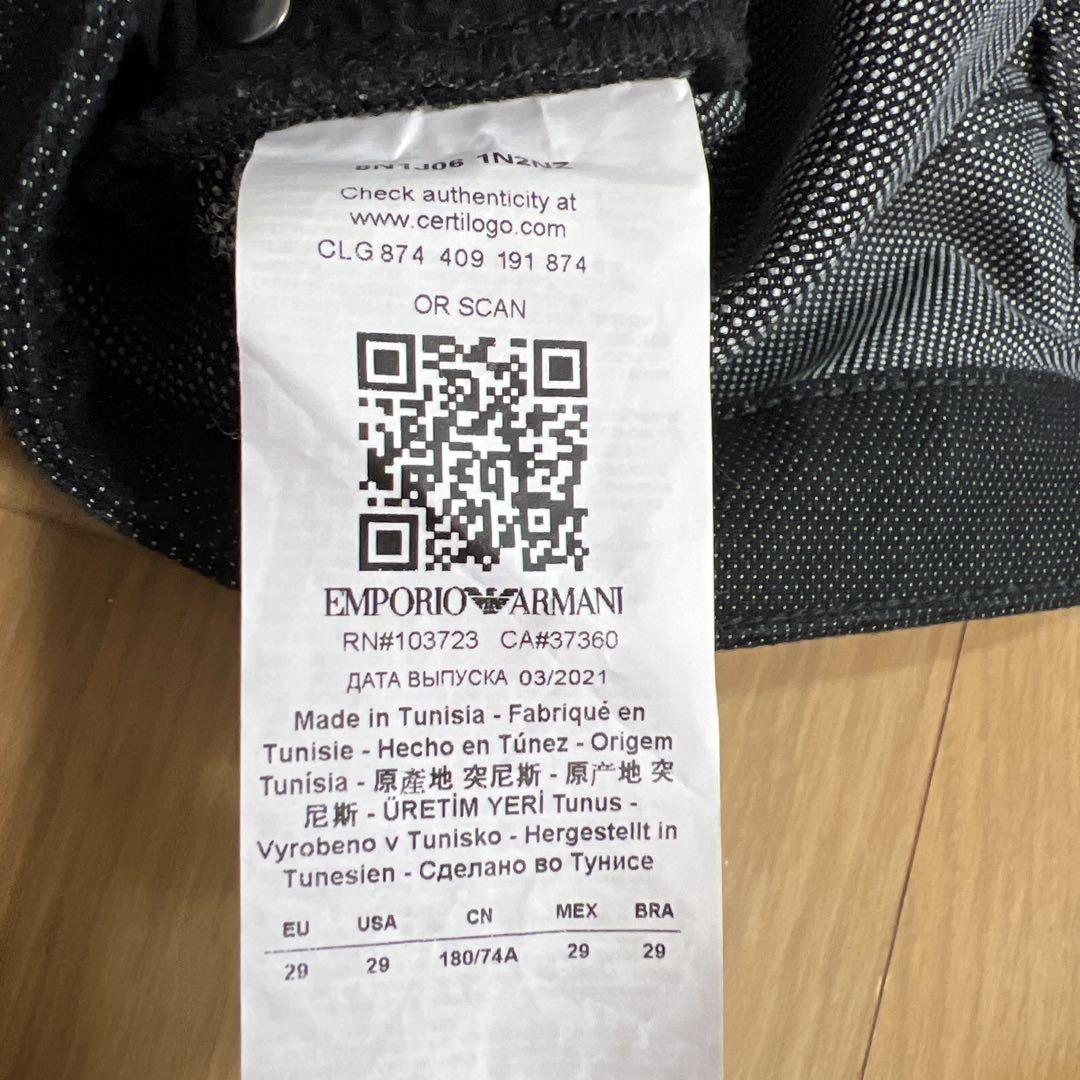 1N2NZ
Check authenticity at
www.certilogo.com
CLG 874 409 191 874
OR SCAN
EMPORIO ARMANI
RN#103723 CA#37360
ДАТА ВЫПУСКА 03/2021
Made in Tunisia - Fabriqué en
Tunisie - Hecho en Túnez - Origem
Tunísia - 原產地 突尼斯 - 原产地 突
尼斯 - ÜRETİM YERİ Tunus -
Vyrobeno v Tunisko - Hergestellt in
Tunesien - Сделано во Тунисе
EU USA CN MEX BRA
29 29 180/74A 29 29